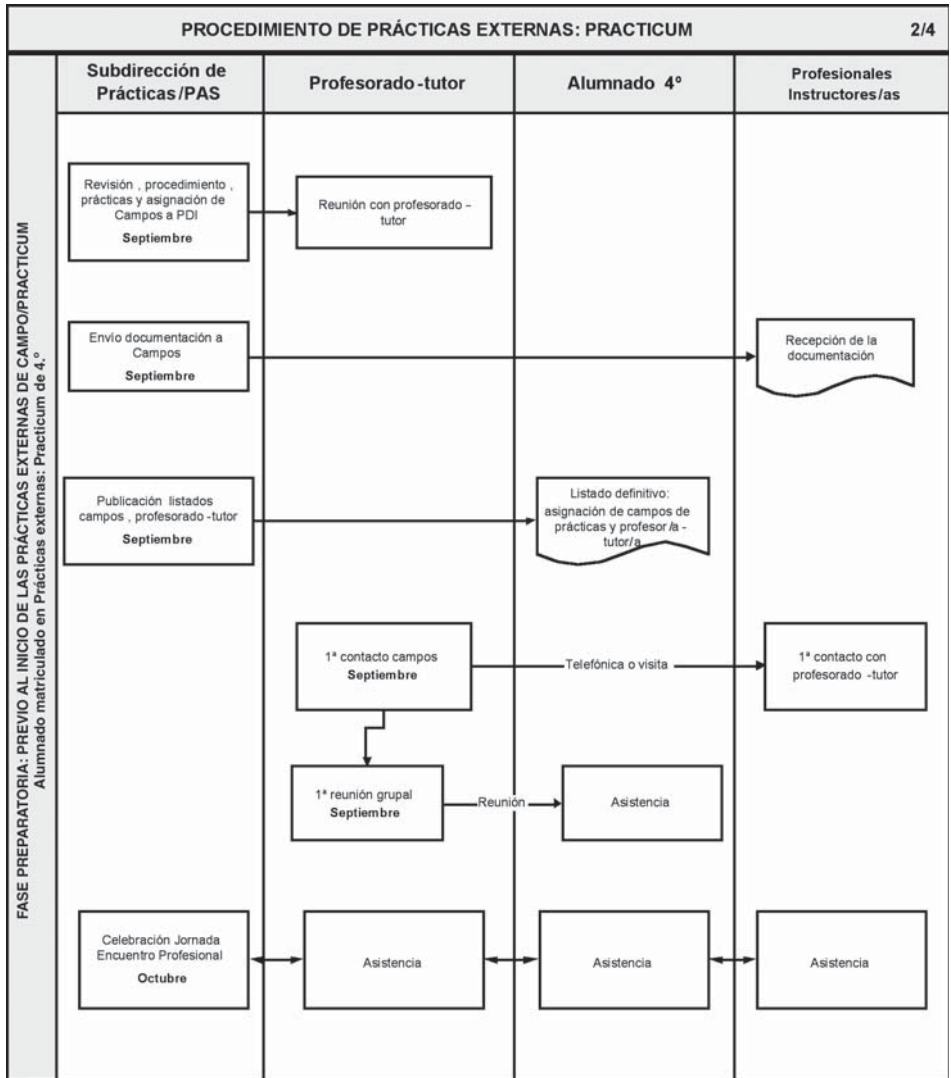 PROCEDIMIENTO DE PRÁCTICAS EXTERNAS: PRACTICUM
2/4
FASE PREPARATORIA: PREVIO AL INICIO DE LAS PRÁCTICAS EXTERNAS DE CAMPO/PRACTICUM
Alumnado matriculado en Prácticas externas: Practicum de 4.º
Subdirección de
Prácticas/PAS
Profesorado-tutor
Alumnado 4º
Profesionales
Instructores/as
Revisión , procedimiento ,
prácticas y asignación de
Campos a PDI
Septiembre
Reunión con profesorado -
tutor
Envío documentación a
Campos
Septiembre
Recepción de la
documentación
Publicación listados
campos , profesorado -tutor
Septiembre
Listado definitivo:
asignación de campos de
prácticas y profesor/a -
tutor/a
1ª contacto campos
Septiembre
Telefónica o visita
1ª contacto con
profesorado -tutor
1ª reunión grupal
Septiembre
Reunión
Asistencia
Celebración Jornada
Encuentro Profesional
Octubre
Asistencia
Asistencia
Asistencia